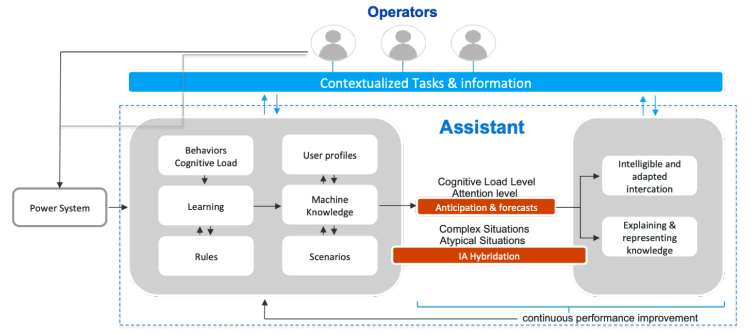 Operators
Contextualized Tasks & information
Assistant
Behaviors
Cognitive Load
User profiles
Learning
Machine
Knowledge
Rules
Scenarios
Power System
Cognitive Load Level
Attention level
Anticipation & forecasts
Complex Situations
Atypical Situations
IA Hybridation
Intelligible and
adapted
intercation
Explaining &
representing
knowledge
continuous performance improvement